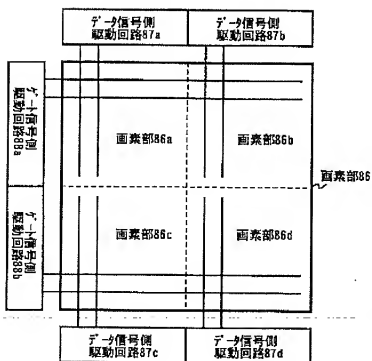 データ信号側
駆動回路87a
データ信号側
駆動回路87b
ゲート信号側
駆動回路88a
画素部86a
画素部86b
画素部86
ゲート信号側
駆動回路88b
画素部86c
画素部86d
データ信号側
駆動回路87c
データ信号側
駆動回路87d